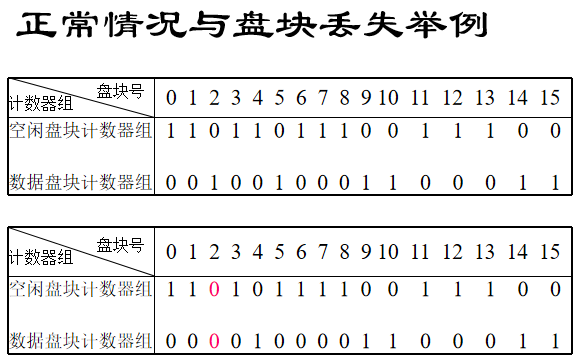 正常情况与盘块丢失举例
盘块号
计数器组
0 1 2 3 4 5 6 7 8 9 10 11 12 13 14 15
空闲盘块计数器组 1 1 0 1 1 0 1 1 1 0 0 1 1 1 0 0
数据盘块计数器组 0 0 1 0 0 1 0 0 0 1 1 0 0 0 1 1
盘块号
计数器组
0 1 2 3 4 5 6 7 8 9 10 11 12 13 14 15
空闲盘块计数器组 1 1 0 1 0 1 1 1 1 0 0 1 1 1 0 0
数据盘块计数器组 0 0 0 0 1 0 0 0 0 1 1 0 0 0 1 1